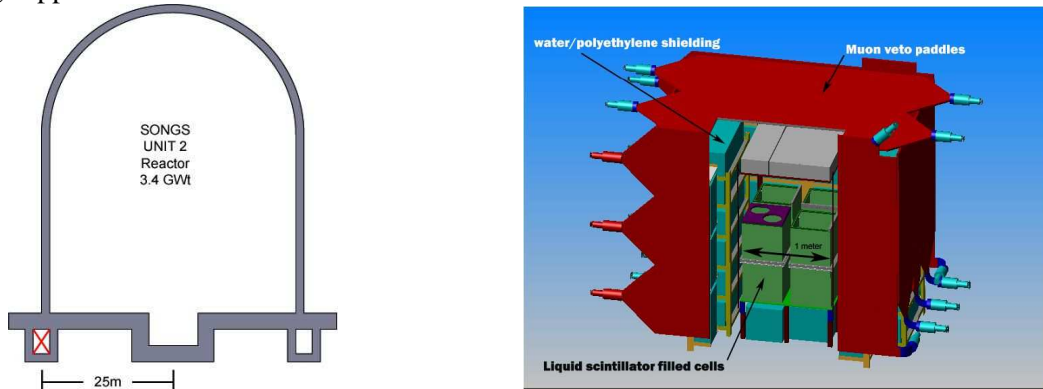 SONGS
UNIT 2
Reactor
3.4 GWt
25m
water/polyethylene shielding
Muon veto paddles
1 meter
Liquid scintillator filled cells